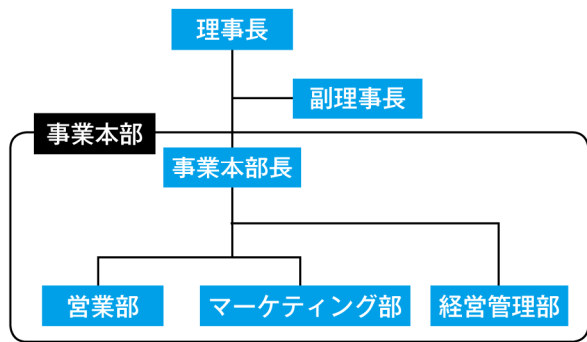 理事長
副理事長
事業本部
事業本部長
営業部
マーケティング部
経営管理部